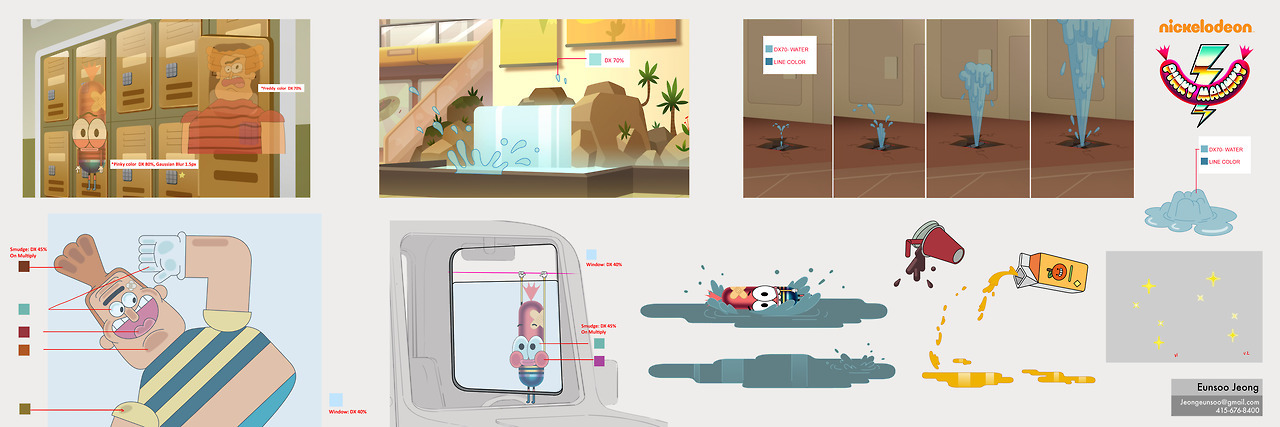 *Freddy color DX 70%
*Pinky color DX 80%, Gaussian Blur 1.5px
DX 70%
DX70- WATER
LINE COLOR
nickelodeon
PINKY MALINKY
DX70- WATER
LINE COLOR
Smudge: DX 45%
On Multiply
Window: DX 40%
Window: DX 40%
Smudge: DX 45%
On Multiply
v1
v.L
Eunsoo Jeong
Jeongeunsoo@gmail.com
415-676-8400